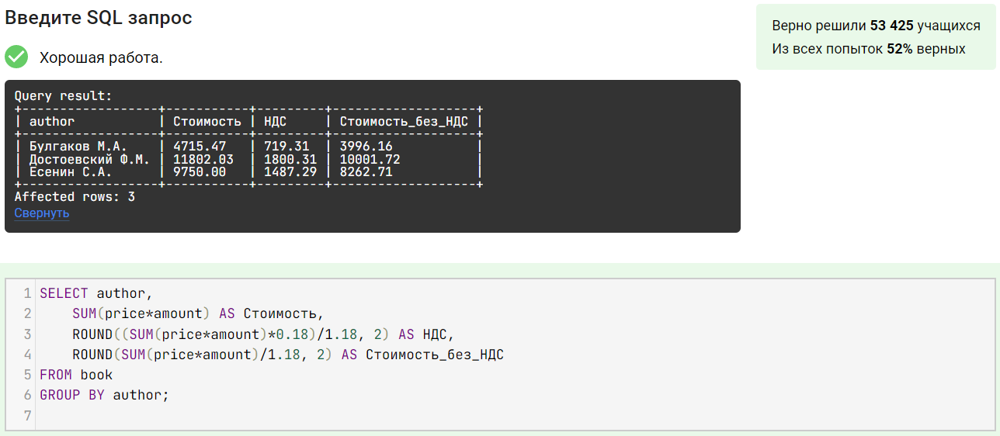 Введите SQL запрос
Верно решили 53 425 учащихся
Из всех попыток 52% верных
Хорошая работа.
Query result:
+------------------+-----------+---------+-------------------+
| author           | Стоимость | НДС     | Стоимость_без_НДС |
+------------------+-----------+---------+-------------------+
| Булгаков М.А.    | 4715.47   | 719.31  | 3996.16           |
| Достоевский Ф.М. | 11802.03  | 1800.31 | 10001.72          |
| Есенин С.А.      | 9750.00   | 1487.29 | 8262.71           |
+------------------+-----------+---------+-------------------+
Affected rows: 3
Свернуть
1 SELECT author,
2     SUM(price*amount) AS Стоимость,
3     ROUND((SUM(price*amount)*0.18)/1.18, 2) AS НДС,
4     ROUND(SUM(price*amount)/1.18, 2) AS Стоимость_без_НДС
5 FROM book
6 GROUP BY author;
7